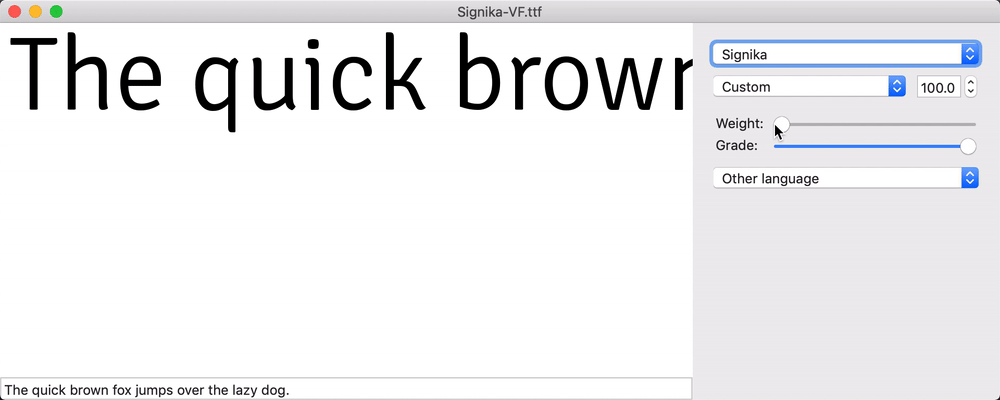 Signika-VF.ttf
The quick brown
Signika
Custom
100.0
Weight:
Grade:
Other language
The quick brown fox jumps over the lazy dog.